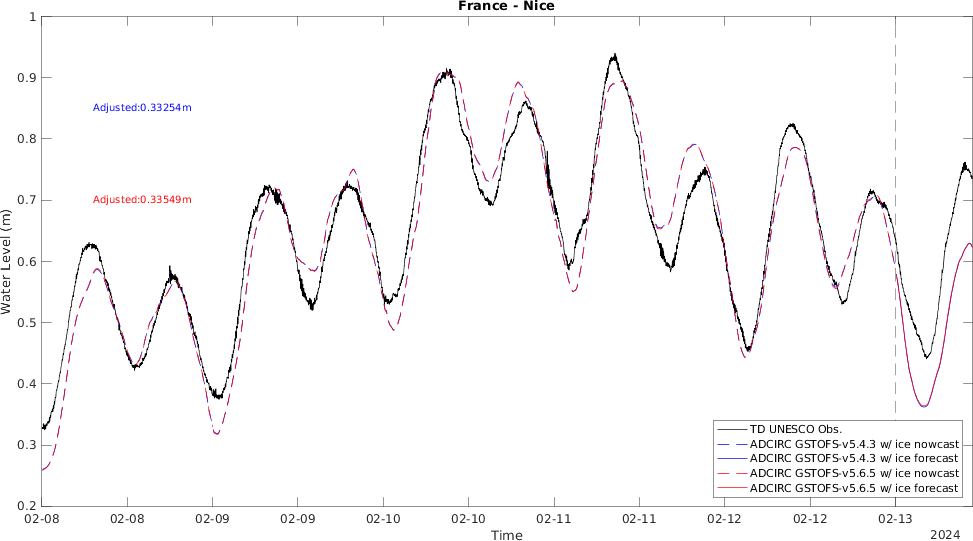 France - Nice
1
0.9
0.8
0.7
0.6
0.5
0.4
0.3
0.2
Water Level (m)
Adjusted:0.33254m
Adjusted:0.33549m
TD UNESCO Obs.
ADCIRC GSTOFS-v5.4.3 w/ ice nowcast
ADCIRC GSTOFS-v5.4.3 w/ ice forecast
ADCIRC GSTOFS-v5.6.5 w/ ice nowcast
ADCIRC GSTOFS-v5.6.5 w/ ice forecast
02-08 02-08 02-09 02-09 02-10 02-10 02-11 02-11 02-12 02-12 02-13
Time
2024